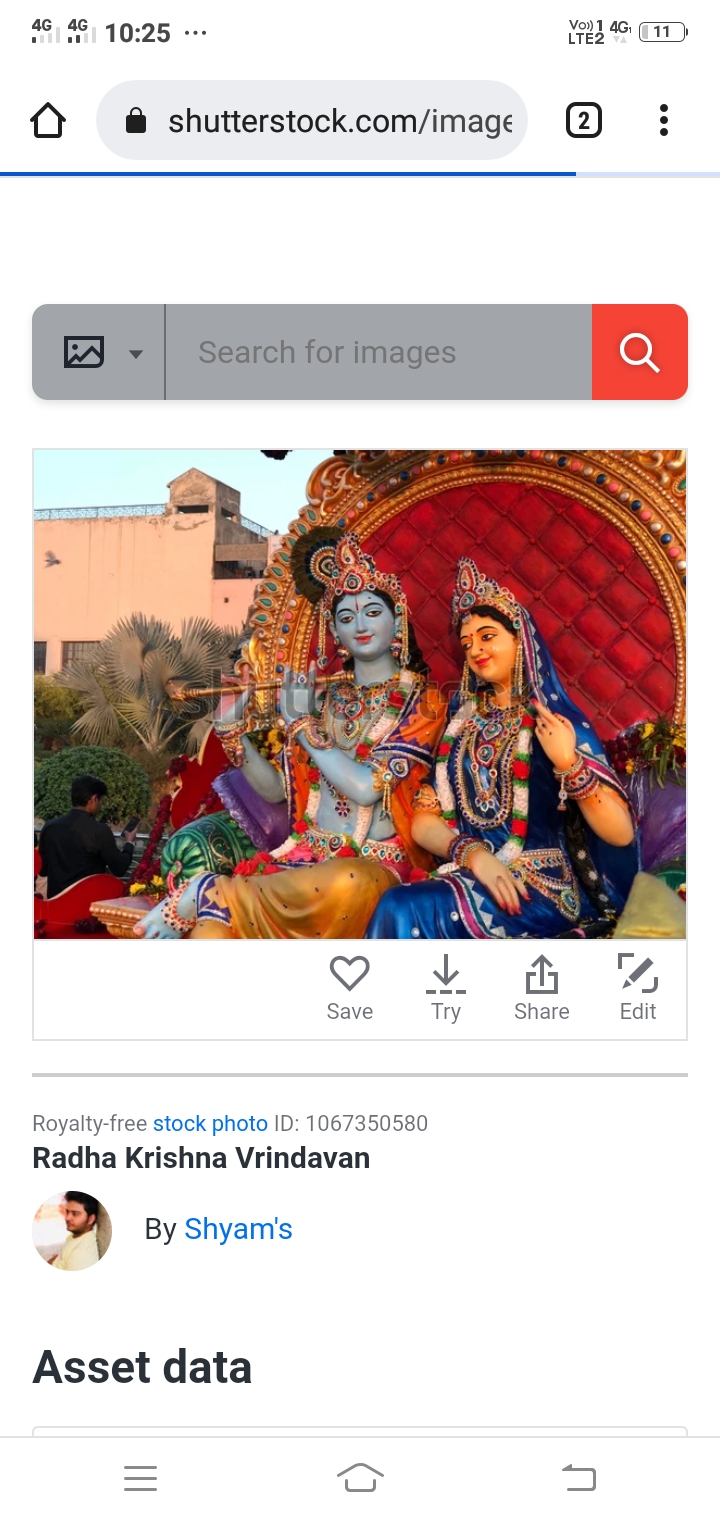 4G 4G 10:25 ...
Vo)) 1 4G
LTE2
11
shutterstock.com/image
2
Search for images
shutterstock
Save Try Share Edit
Royalty-free stock photo ID: 1067350580
Radha Krishna Vrindavan
By Shyam's
Asset data